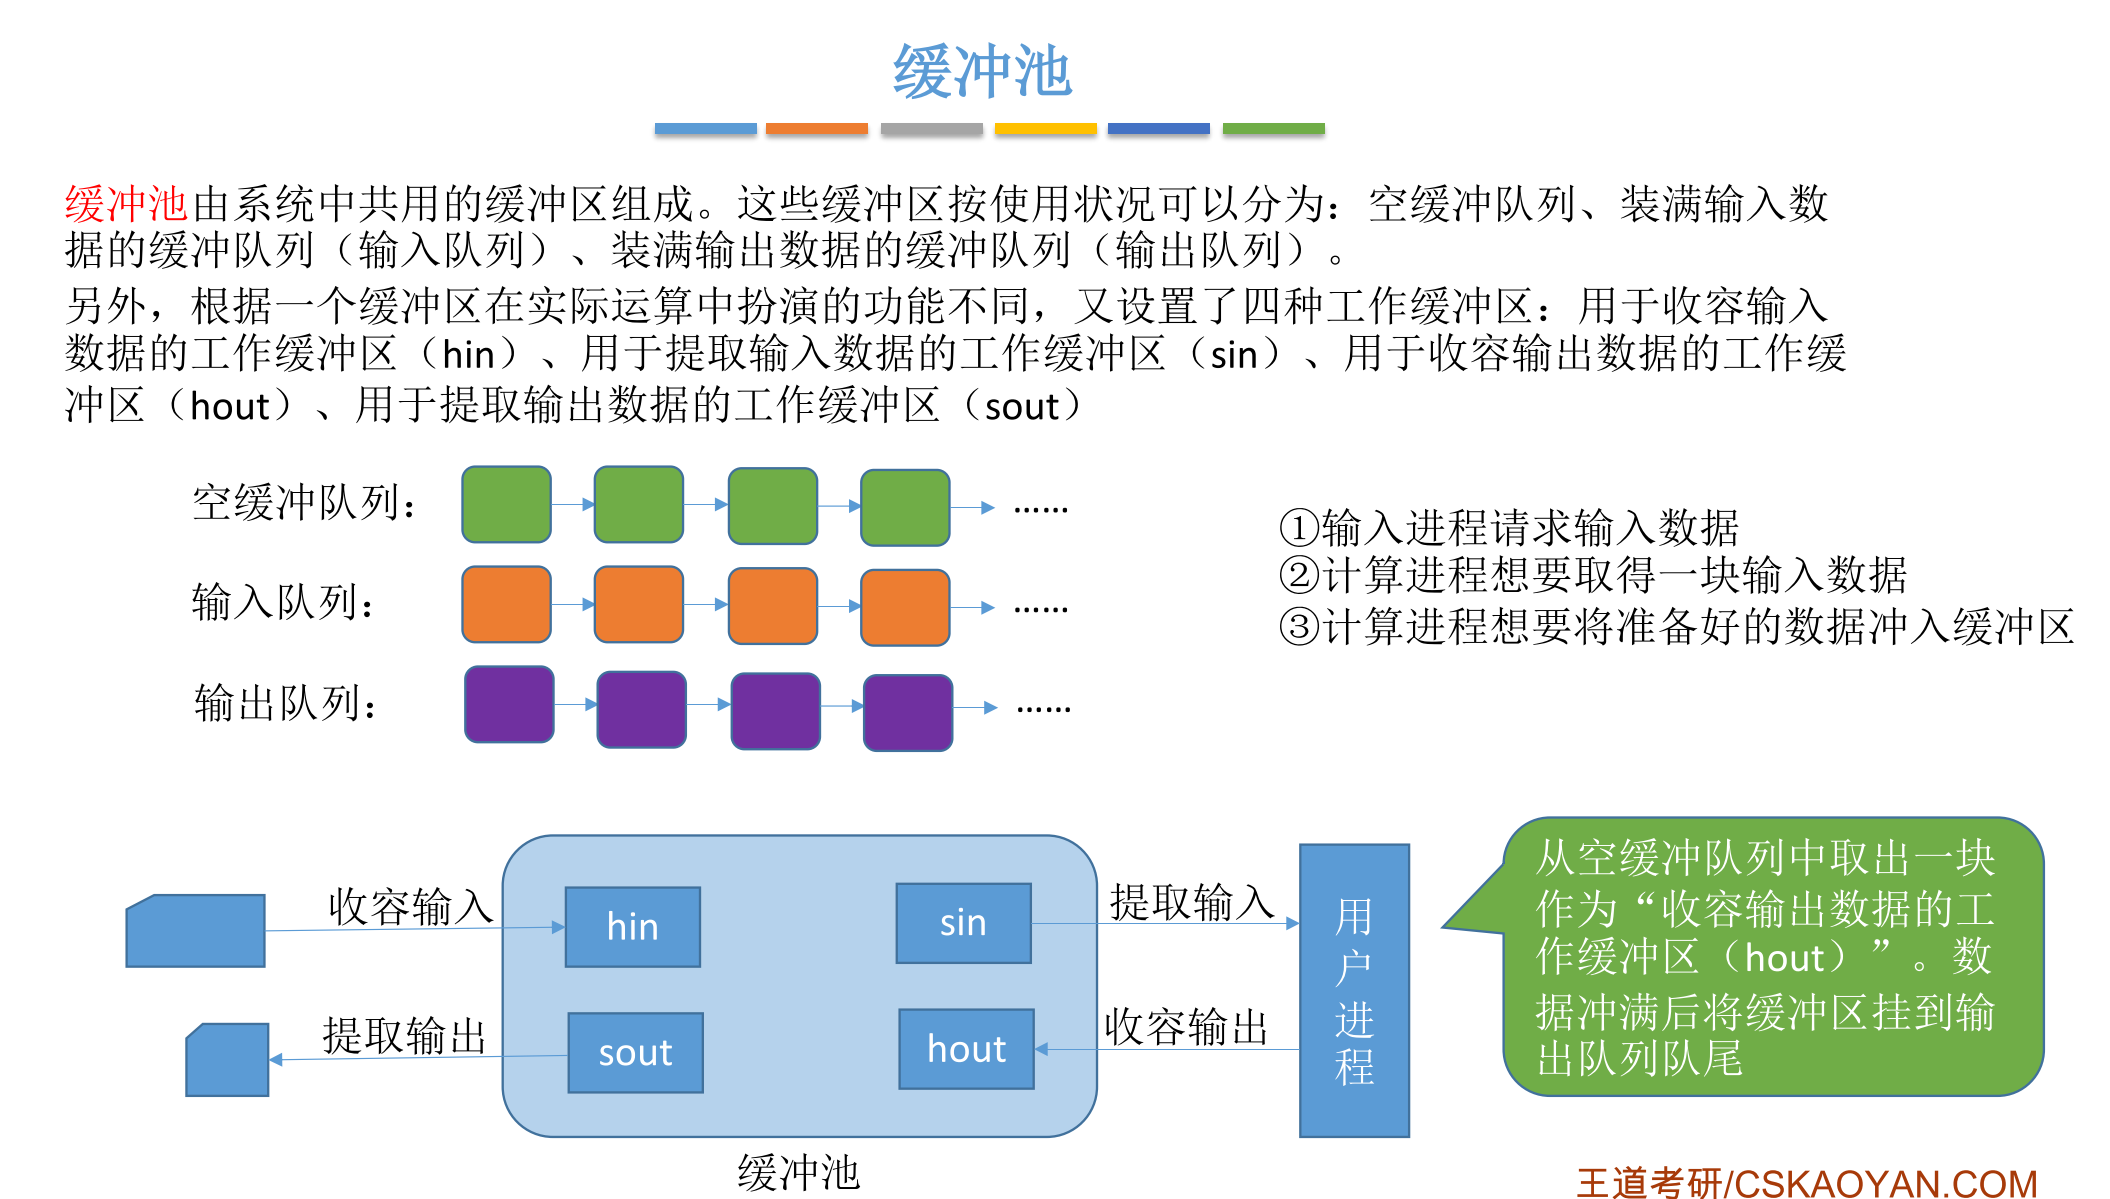 缓冲池
缓冲池由系统中共用的缓冲区组成。这些缓冲区按使用状况可以分为：空缓冲队列、装满输入数
据的缓冲队列（输入队列）、装满输出数据的缓冲队列（输出队列）。
另外，根据一个缓冲区在实际运算中扮演的功能不同，又设置了四种工作缓冲区：用于收容输入
数据的工作缓冲区（hin）、用于提取输入数据的工作缓冲区（sin）、用于收容输出数据的工作缓
冲区（hout）、用于提取输出数据的工作缓冲区（sout）
空缓冲队列：
……
输入队列：
……
输出队列：
……
①输入进程请求输入数据
②计算进程想要取得一块输入数据
③计算进程想要将准备好的数据冲入缓冲区
收容输入
hin
sin
提取输入
提取输出
sout
hout
收容输出
用
户
进
程
缓冲池
从空缓冲队列中取出一块
作为“收容输出数据的工
作缓冲区（hout）”。数
据冲满后将缓冲区挂到输
出队列队尾
王道考研/CSKAOYAN.COM